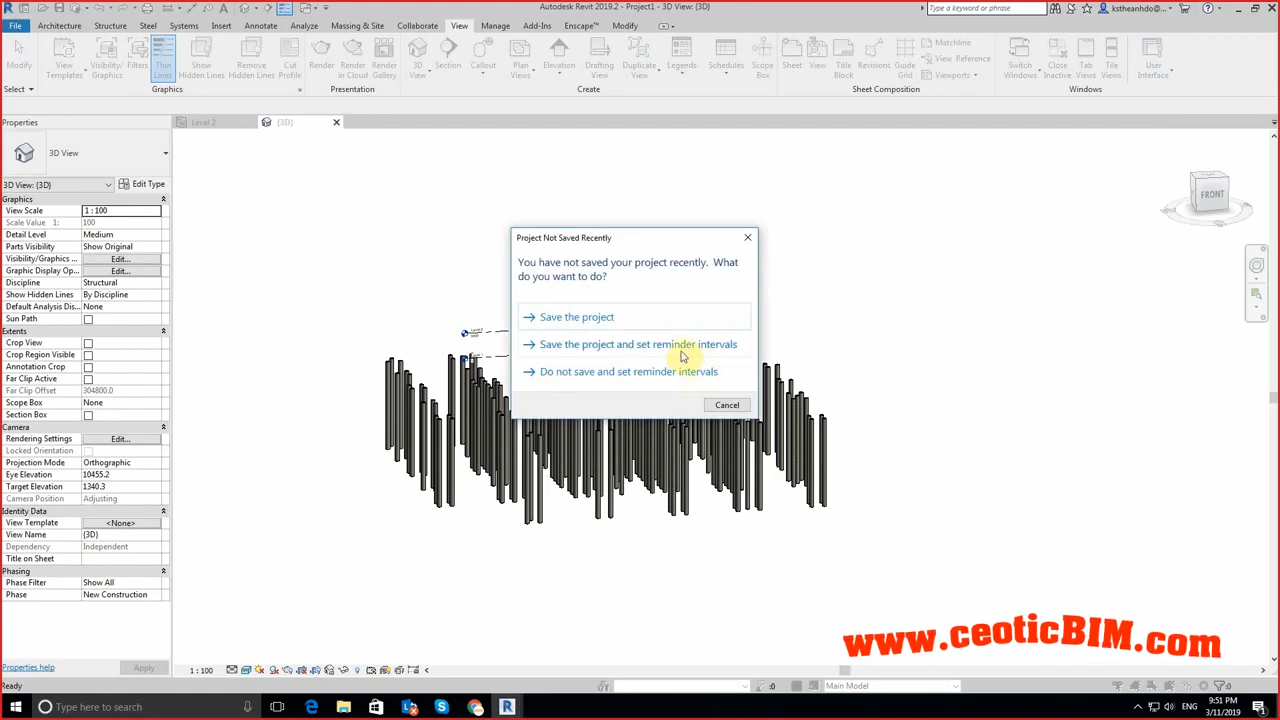 Autodesk Revit 2019.2 - Project1 - 3D View: {3D}
Type a keyword or phrase
kstheanhdo@...
File Architecture Structure Steel Systems Insert Annotate Analyze Massing & Site Collaborate View Manage Add-Ins Enscape™ Modify
Modify
View Templates
Visibility/ Graphics
Filters
Thin Lines
Show Hidden Lines
Remove Hidden Lines
Cut Profile
Render
Render in Cloud
Render Gallery
3D View
Section
Callout
Plan Views
Elevation
Drafting View
Duplicate View
Legends
Schedules
Scope Box
Sheet
View
Title Block
Revisions
Guide Grid
Matchline
View Reference
Viewports
Switch Windows
Close Inactive
Tab Views
Tile Views
User Interface
Select Graphics Presentation Create Sheet Composition Windows
Properties
Level 2
{3D}
3D View
3D View: {3D} Edit Type
Graphics
View Scale 1 : 100
Scale Value 1: 100
Detail Level Medium
Parts Visibility Show Original
Visibility/Graphics ... Edit...
Graphic Display Op... Edit...
Discipline Structural
Show Hidden Lines By Discipline
Default Analysis Dis... None
Sun Path
Extents
Crop View
Crop Region Visible
Annotation Crop
Far Clip Active
Far Clip Offset 304800.0
Scope Box None
Section Box
Camera
Rendering Settings Edit...
Locked Orientation
Projection Mode Orthographic
Eye Elevation 10455.2
Target Elevation 1340.3
Camera Position Adjusting
Identity Data
View Template <None>
View Name {3D}
Dependency Independent
Title on Sheet
Phasing
Phase Filter Show All
Phase New Construction
Properties help Apply
FRONT
Project Not Saved Recently
You have not saved your project recently. What
do you want to do?
Save the project
Save the project and set reminder intervals
Do not save and set reminder intervals
Cancel
www.ceoticBIM.com
1 : 100
Ready
:0
Main Model
:0
Type here to search
ENG
9:51 PM
3/11/2019